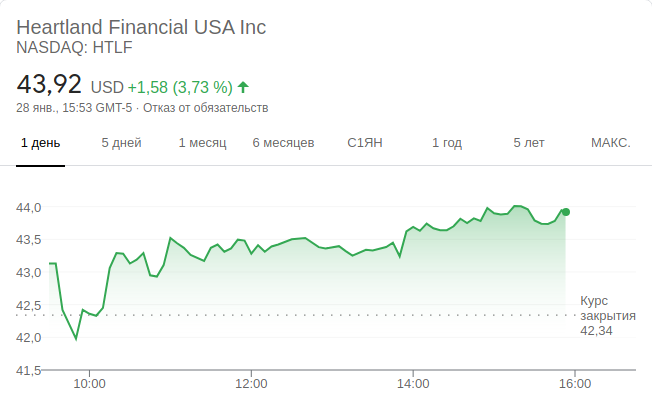 Heartland Financial USA Inc
NASDAQ: HTLF
43,92 USD +1,58 (3,73 %)
28 янв., 15:53 GMT-5 · Отказ от обязательств
1 день 5 дней 1 месяц 6 месяцев С1ЯН 1 год 5 лет МАКС.
44,0
43,5
43,0
42,5
42,0
41,5
Курс
закрытия
42,34
10:00 12:00 14:00 16:00